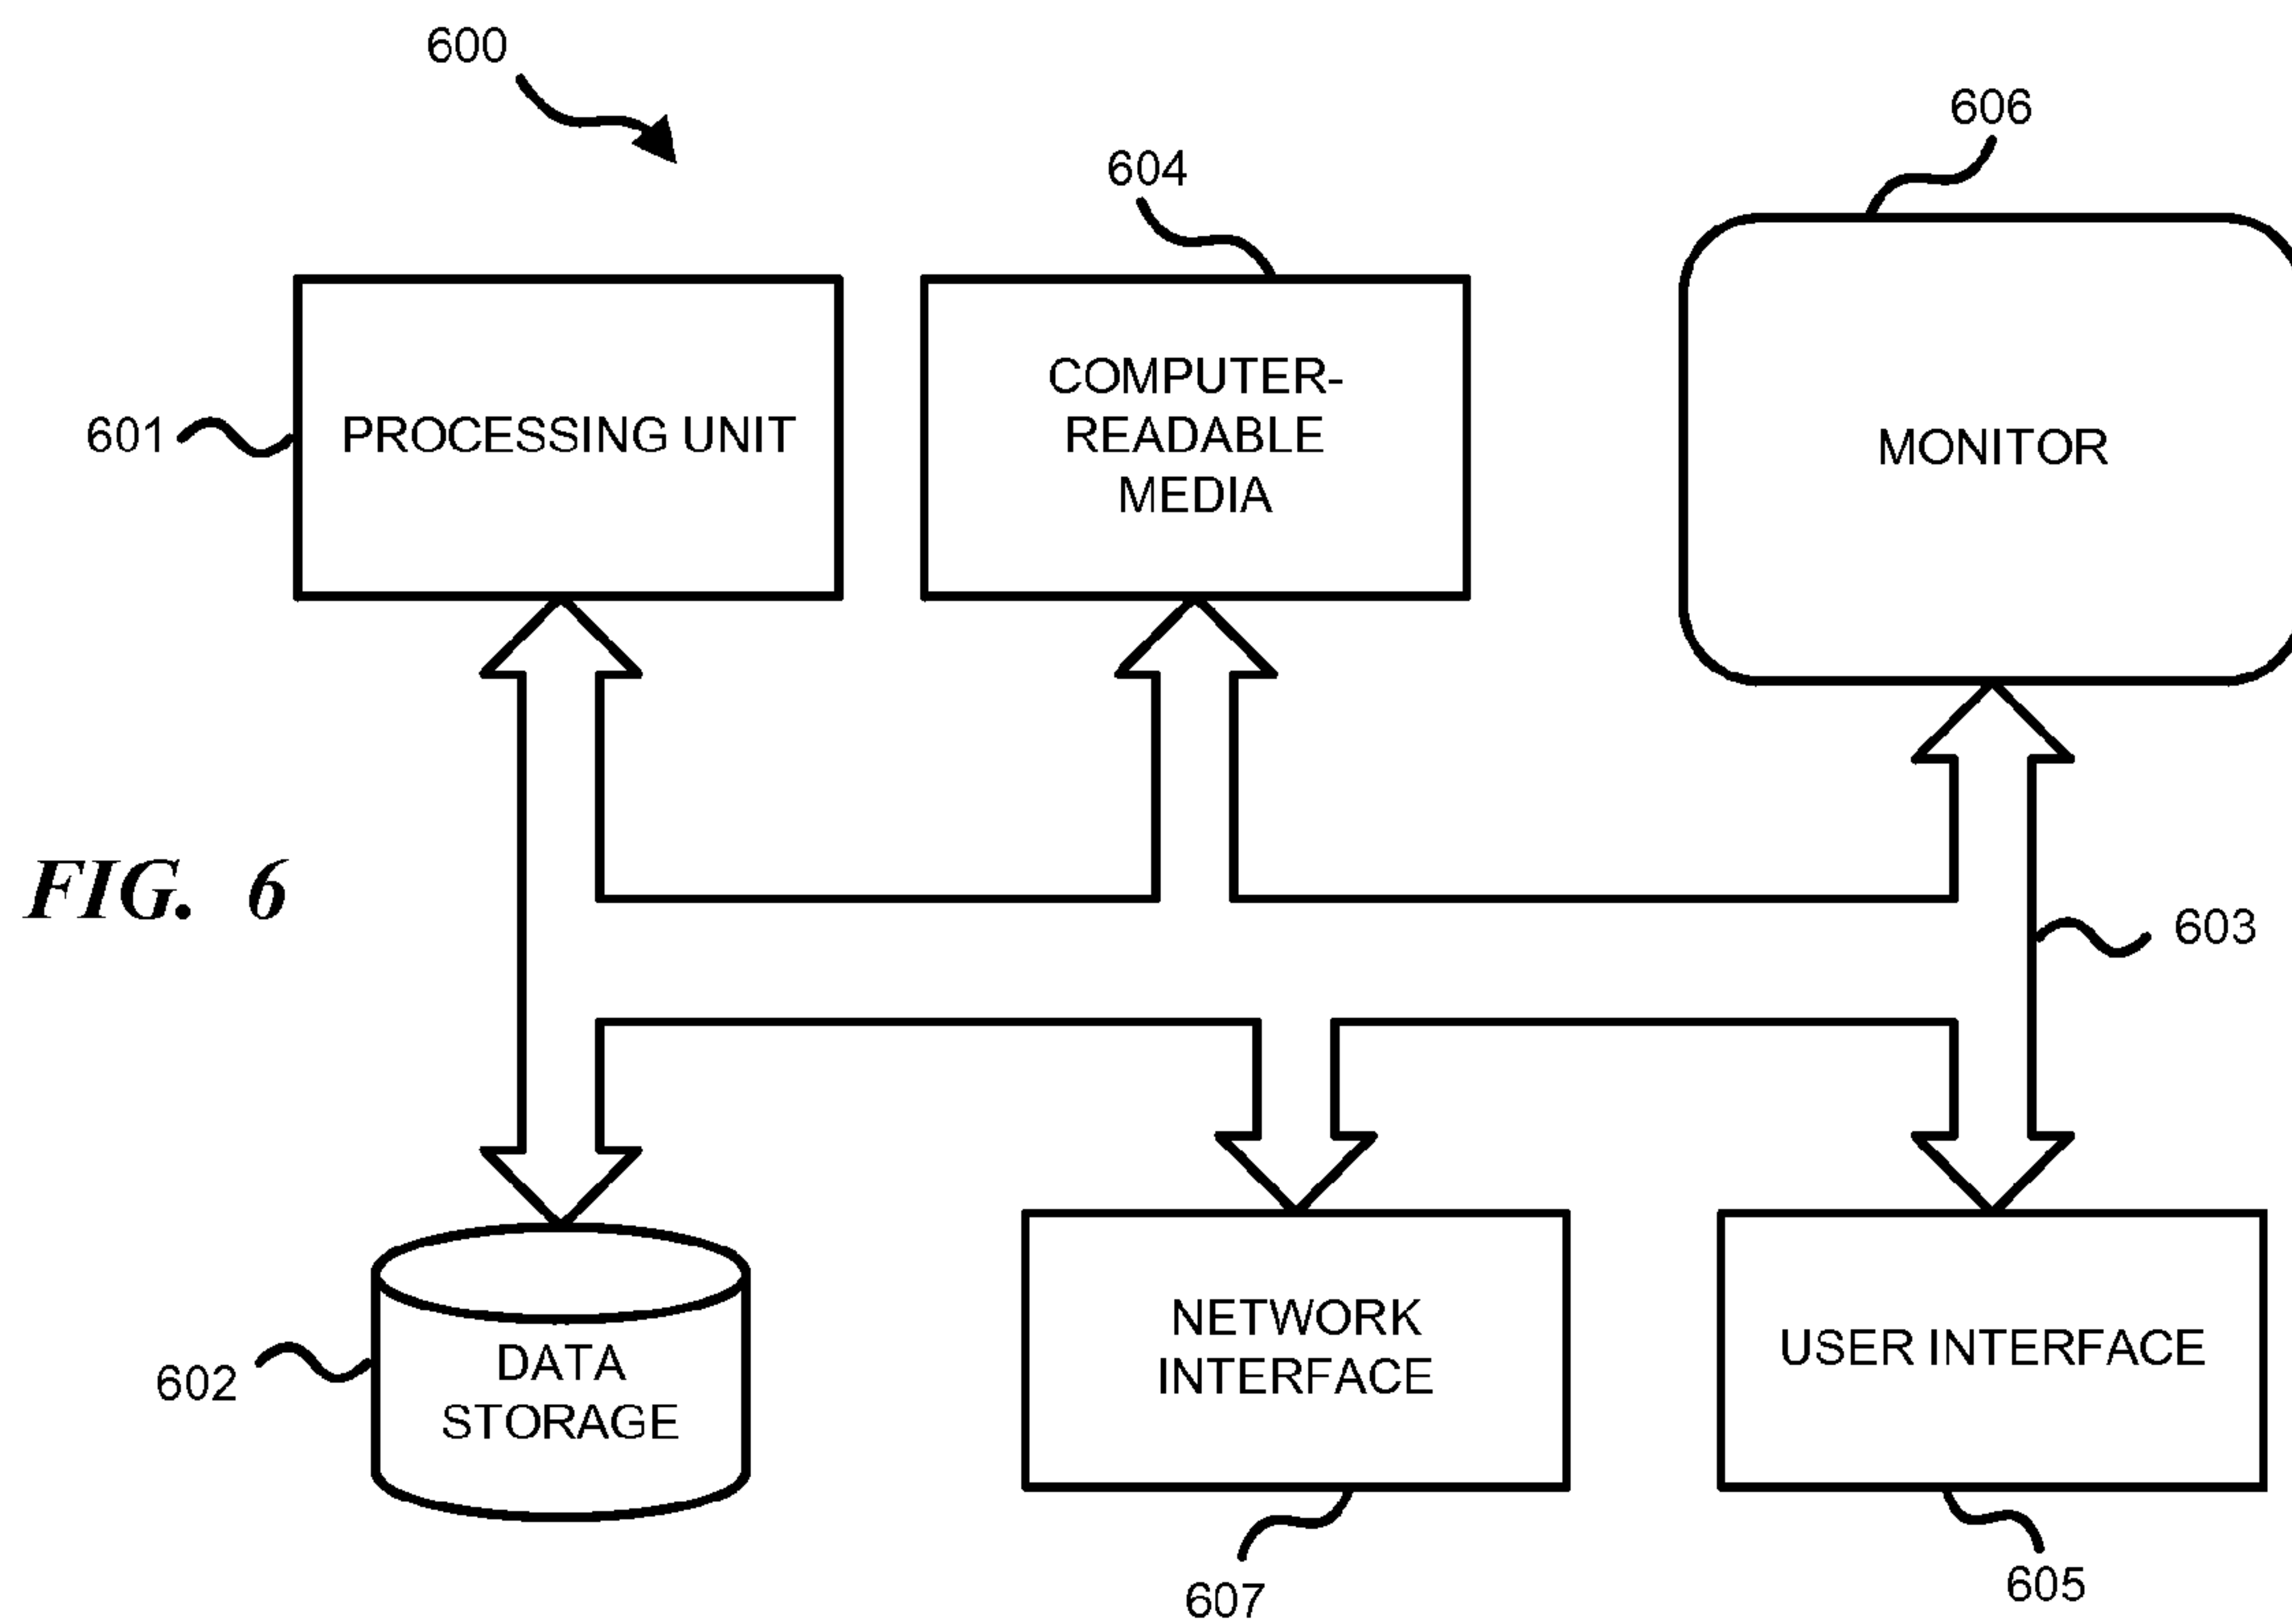 600
606
604
COMPUTER-
READABLE
MEDIA
601
PROCESSING UNIT
MONITOR
FIG. 6
603
NETWORK
INTERFACE
USER INTERFACE
DATA
STORAGE
602
607
605